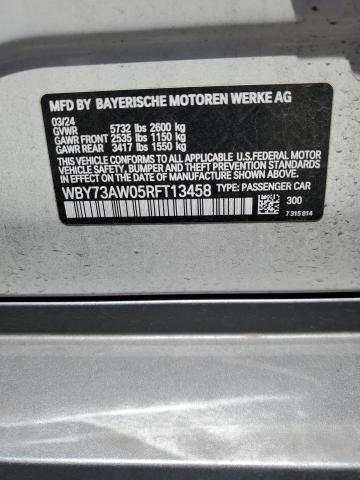 MFD BY BAYERISCHE MOTOREN WERKE AG
03/24
GVWR 5732 lbs 2600 kg
GAWR FRONT 2535 lbs 1150 kg
GAWR REAR 3417 lbs 1550 kg
THIS VEHICLE CONFORMS TO ALL APPLICABLE U.S. FEDERAL MOTOR
VEHICLE SAFETY, BUMPER, AND THEFT PREVENTION STANDARDS
IN EFFECT ON THE DATE OF MANUFACTURE SHOWN ABOVE.
WBY73AW05RFT13458 TYPE: PASSENGER CAR
300
7 315 814